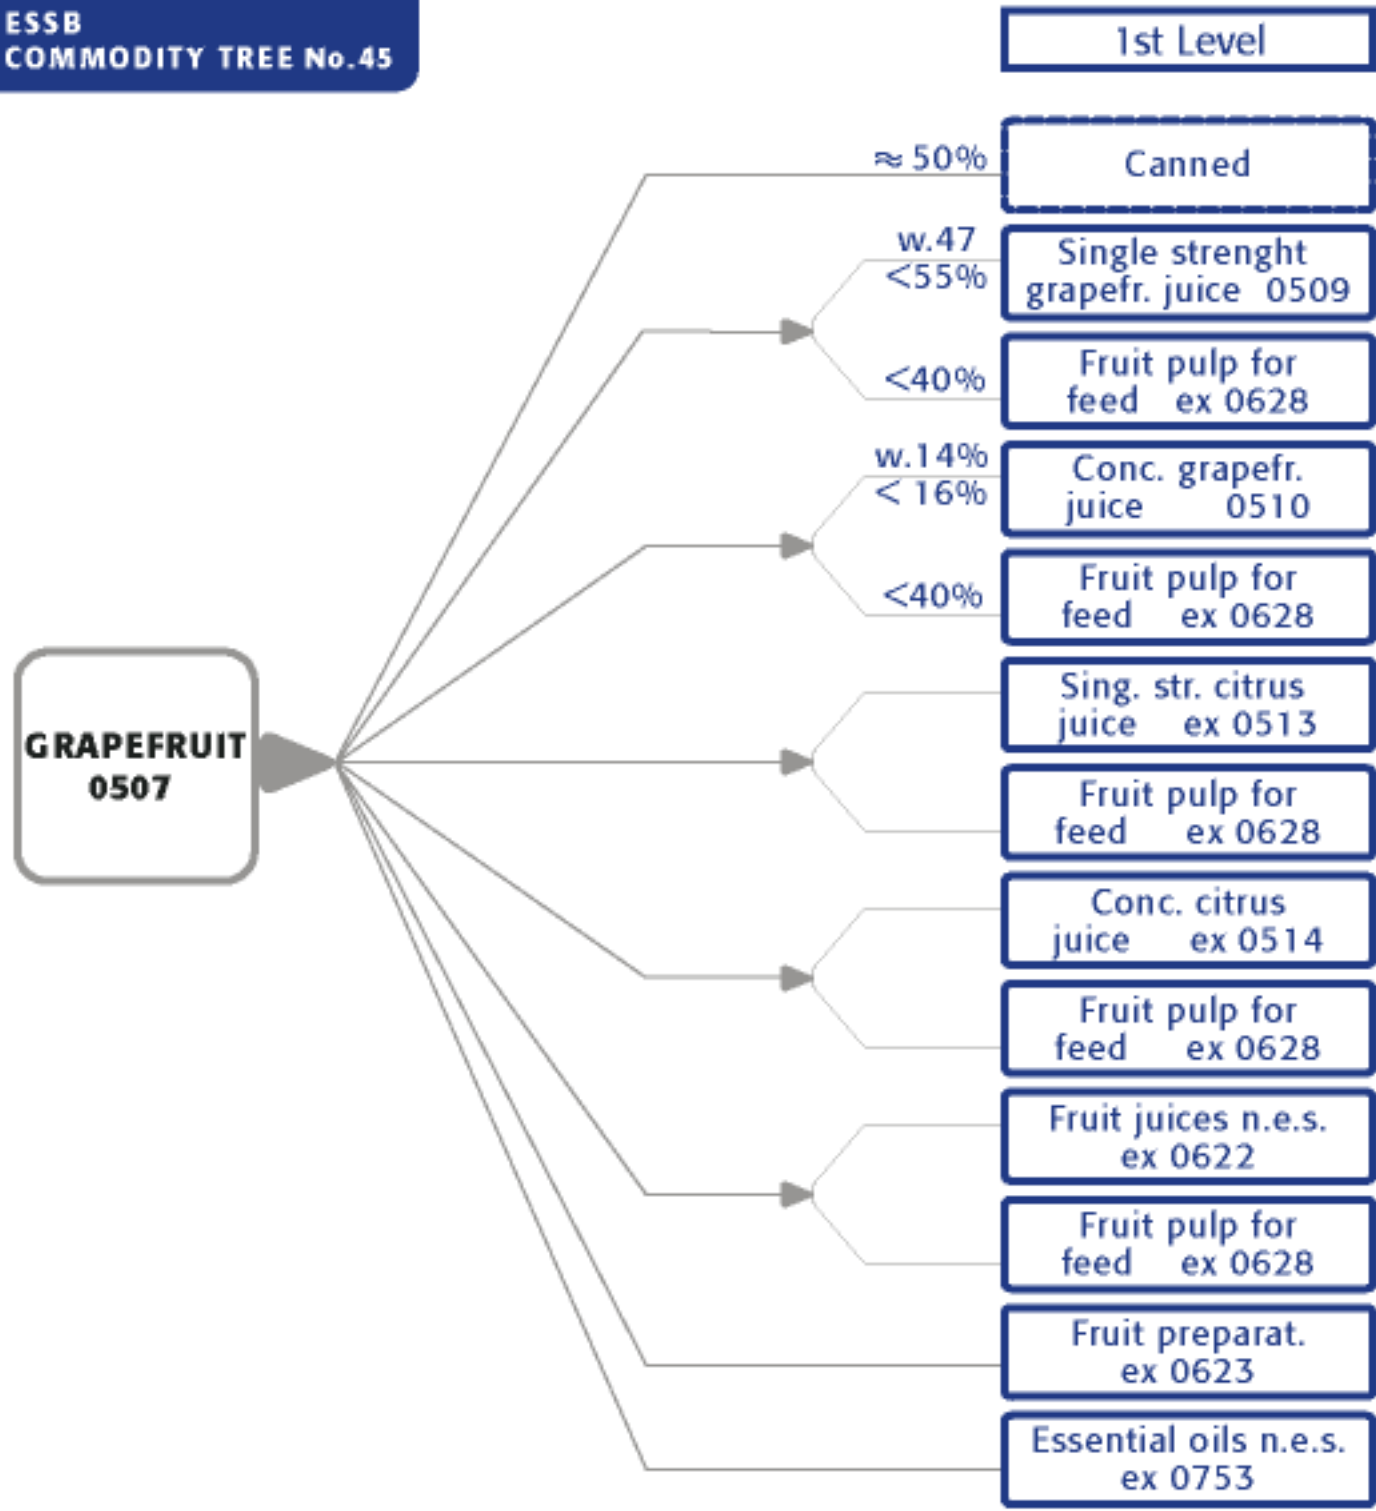 ESSB
COMMODITY TREE No.45
1st Level
≈ 50%
Canned
w.47
<55%
Single strenght
grapefr. juice 0509
<40%
Fruit pulp for
feed ex 0628
w.14%
< 16%
Conc. grapefr.
juice 0510
<40%
Fruit pulp for
feed ex 0628
GRAPEFRUIT
0507
Sing. str. citrus
juice ex 0513
Fruit pulp for
feed ex 0628
Conc. citrus
juice ex 0514
Fruit pulp for
feed ex 0628
Fruit juices n.e.s.
ex 0622
Fruit pulp for
feed ex 0628
Fruit preparat.
ex 0623
Essential oils n.e.s.
ex 0753